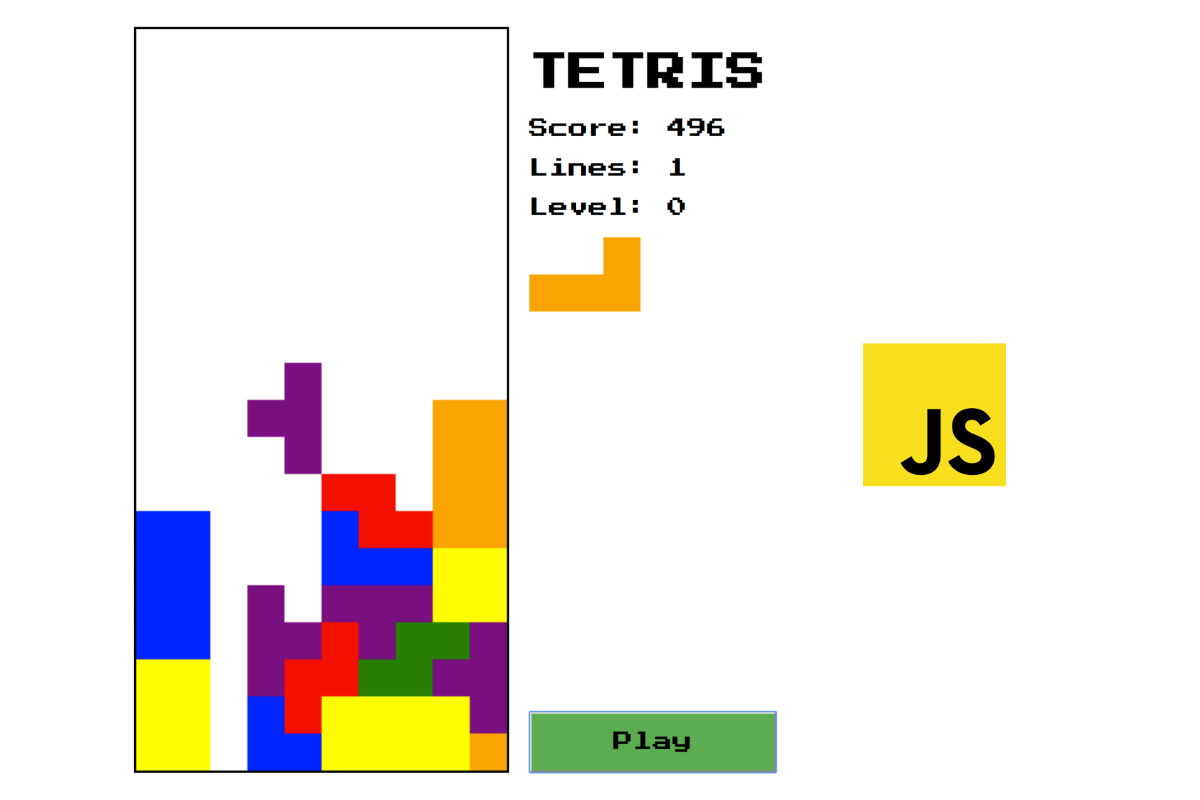 TETRIS
Score: 496
Lines: 1
Level: 0
JS
Play